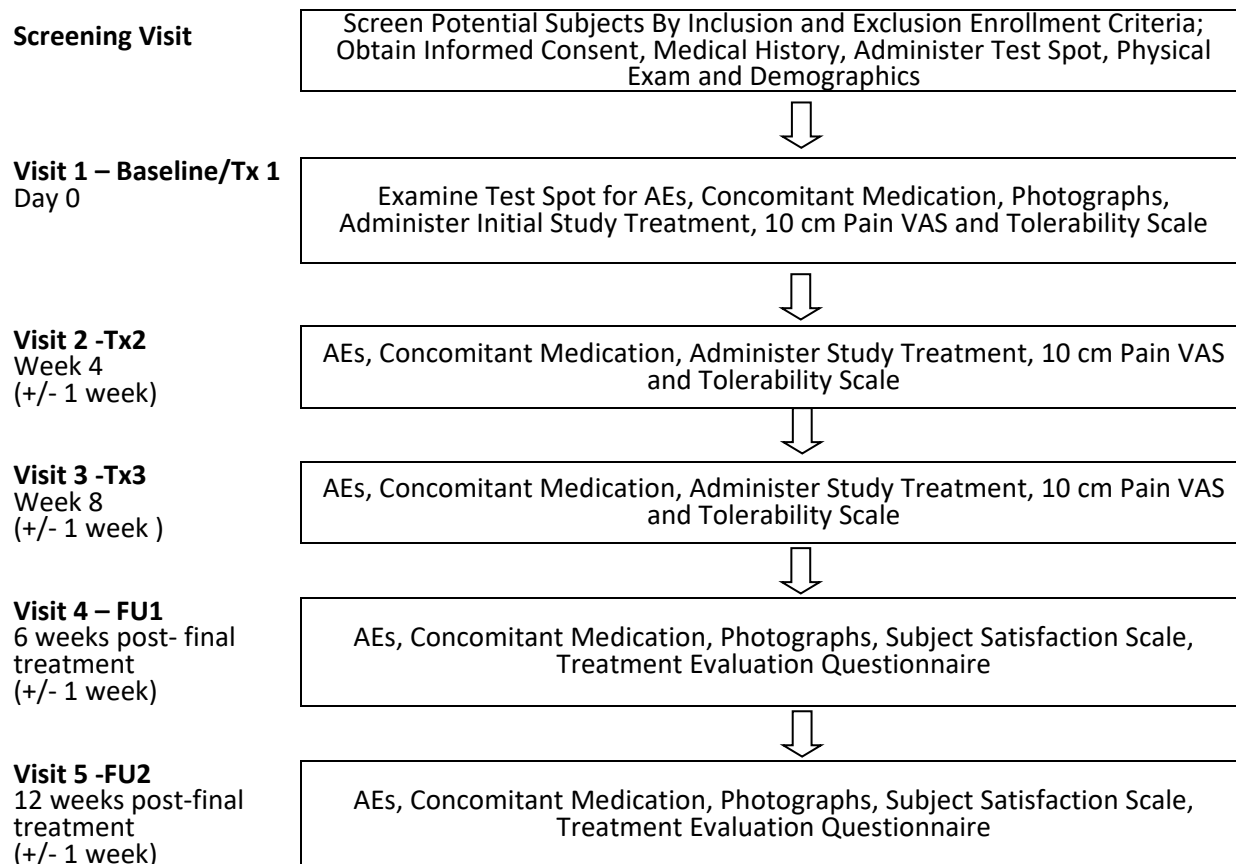 Screening Visit
Screen Potential Subjects By Inclusion and Exclusion Enrollment Criteria;
Obtain Informed Consent, Medical History, Administer Test Spot, Physical
Exam and Demographics
Visit 1 – Baseline/Tx 1
Day 0
Examine Test Spot for AEs, Concomitant Medication, Photographs,
Administer Initial Study Treatment, 10 cm Pain VAS and Tolerability Scale
Visit 2 -Tx2
Week 4
(+/- 1 week)
AEs, Concomitant Medication, Administer Study Treatment, 10 cm Pain VAS
and Tolerability Scale
Visit 3 -Tx3
Week 8
(+/- 1 week )
AEs, Concomitant Medication, Administer Study Treatment, 10 cm Pain VAS
and Tolerability Scale
Visit 4 – FU1
6 weeks post- final
treatment
(+/- 1 week)
AEs, Concomitant Medication, Photographs, Subject Satisfaction Scale,
Treatment Evaluation Questionnaire
Visit 5 -FU2
12 weeks post-final
treatment
(+/- 1 week)
AEs, Concomitant Medication, Photographs, Subject Satisfaction Scale,
Treatment Evaluation Questionnaire